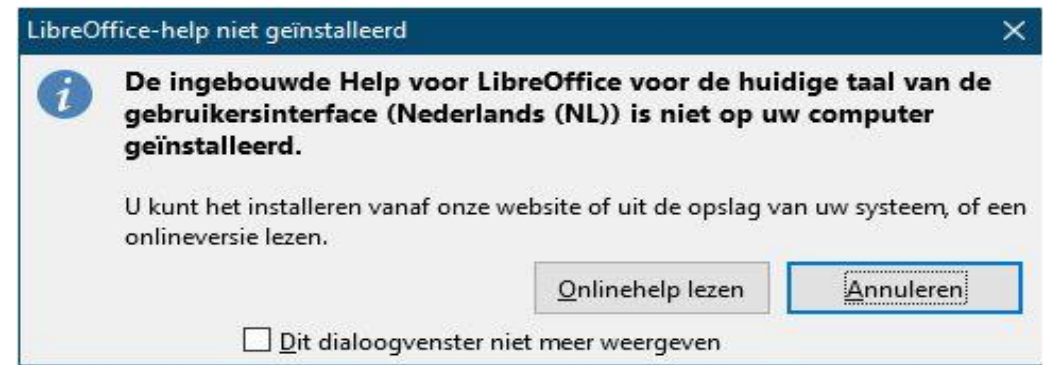 LibreOffice-help niet geïnstalleerd
De ingebouwde Help voor LibreOffice voor de huidige taal van de
gebruikersinterface (Nederlands (NL)) is niet op uw computer
geïnstalleerd.
U kunt het installeren vanaf onze website of uit de opslag van uw systeem, of een
onlineversie lezen.
Onlinehelp lezen
Annuleren
Dit dialoogvenster niet meer weergeven